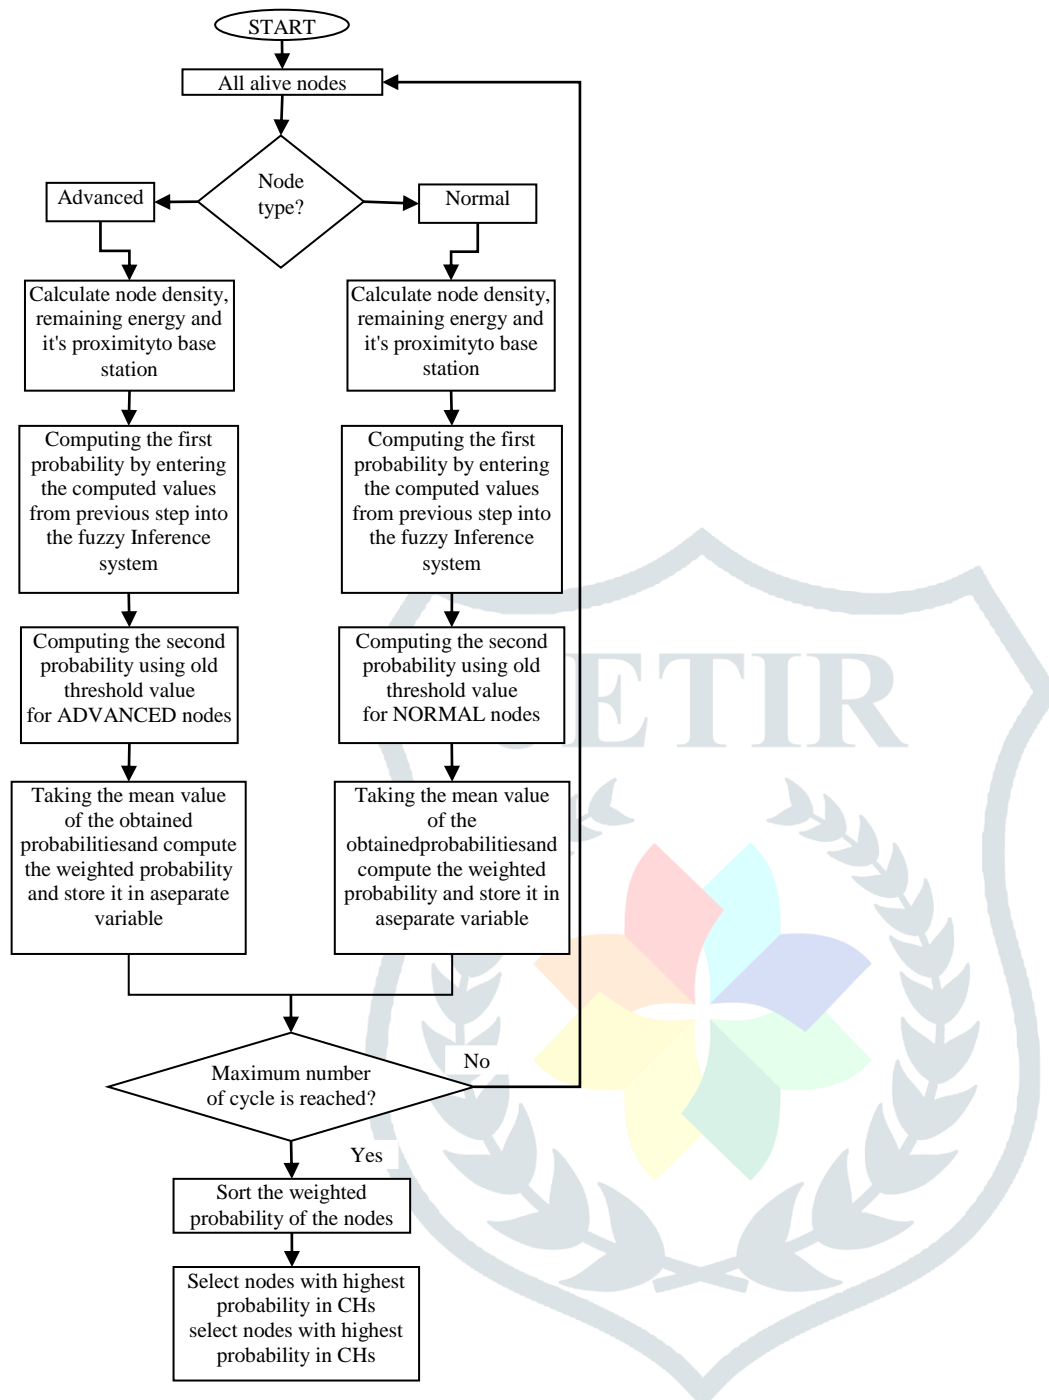 START
All alive nodes
Node
type?
Advanced
Normal
Calculate node density,
remaining energy and
it's proximityto base
station
Calculate node density,
remaining energy and
it's proximityto base
station
Computing the first
probability by entering
the computed values
from previous step into
the fuzzy Inference
system
Computing the first
probability by entering
the computed values
from previous step into
the fuzzy Inference
system
Computing the second
probability using old
threshold value
for ADVANCED nodes
Computing the second
probability using old
threshold value
for NORMAL nodes
Taking the mean value
of the obtained
probabilitiesand compute
the weighted probability
and store it in aseparate
variable
Taking the mean value
of the
obtainedprobabilitiesand
compute the weighted
probability and store it in
aseparate variable
Maximum number
of cycle is reached?
No
Yes
Sort the weighted
probability of the nodes
Select nodes with highest
probability in CHs
select nodes with highest
probability in CHs
JETIR